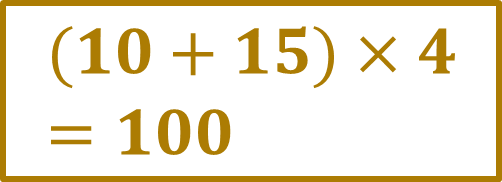 (10 + 15) × 4
= 100